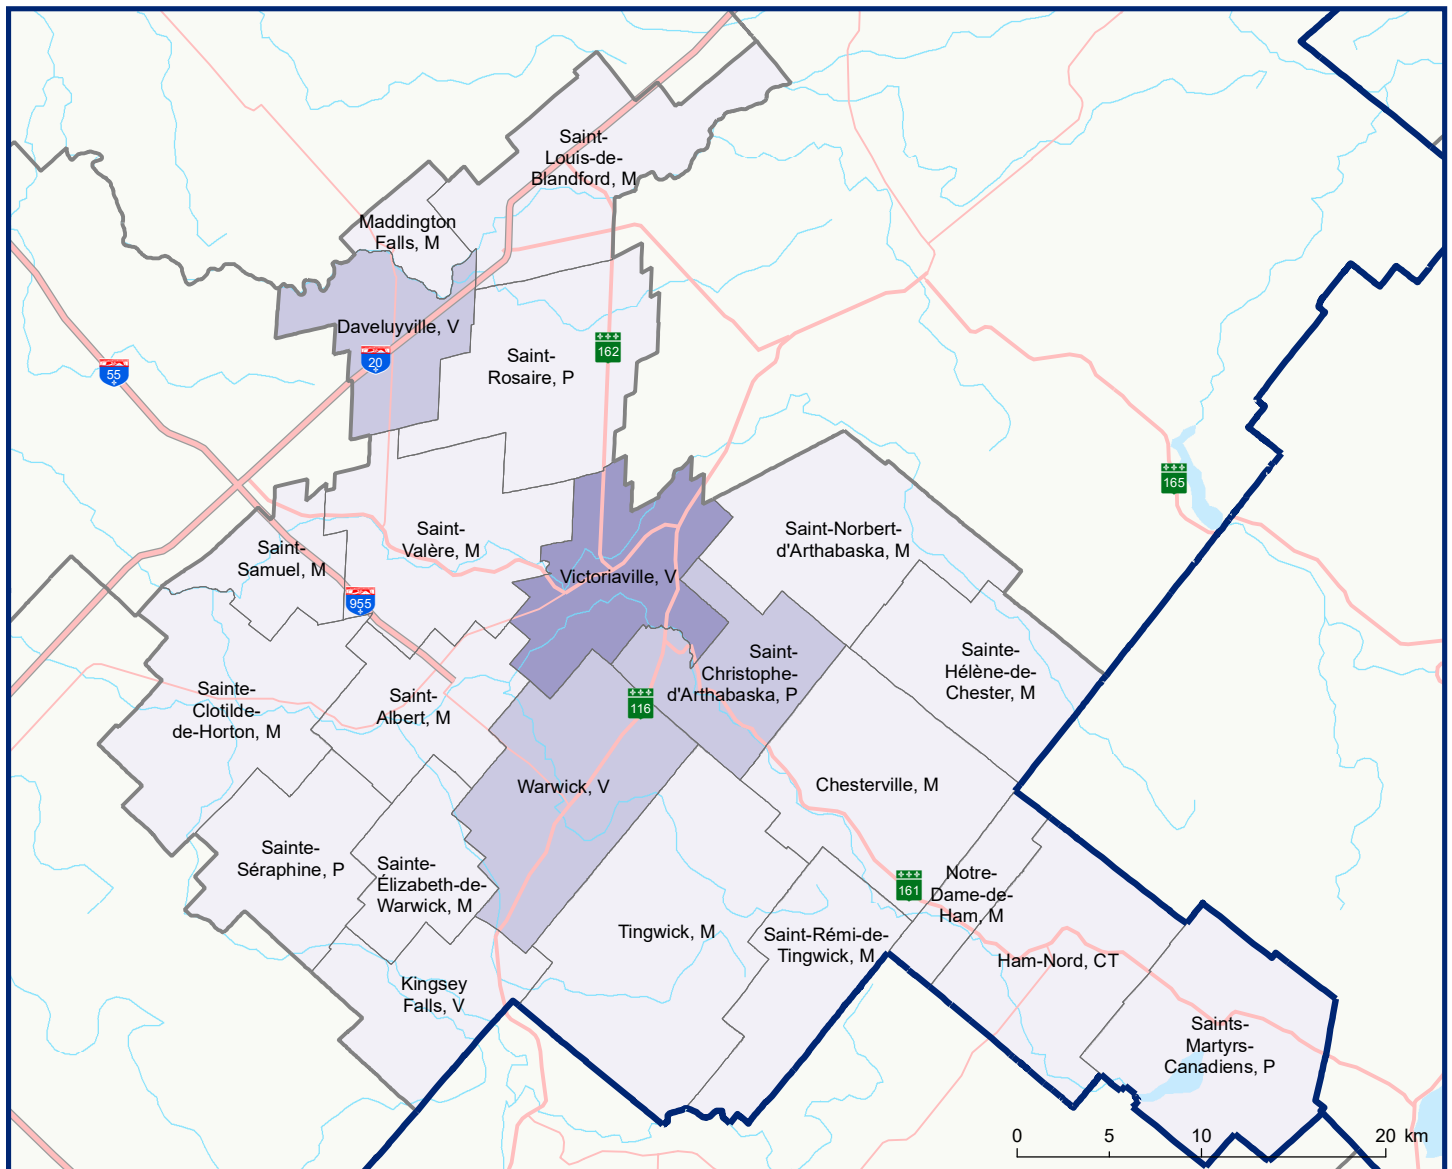 Saint-
Louis-de-
Blandford, M
Maddington
Falls, M
Daveluyville, V
20
55
Saint-
Rosaire, P
162
165
Saint-
Valère, M
Saint-Norbert-
d'Arthabaska, M
Saint-
Samuel, M
Victoriaville, V
955
Sainte-
Hélène-de-
Chester, M
Saint-
Christophe-
d'Arthabaska, P
Sainte-
Clotilde-
de-Horton, M
Saint-
Albert, M
116
Warwick, V
Chesterville, M
Sainte-
Séraphine, P
Sainte-
Élizabeth-de-
Warwick, M
161
Notre-
Dame-de-
Ham, M
Tingwick, M
Saint-Rémi-de-
Tingwick, M
Ham-Nord, CT
Kingsey
Falls, V
Saints-
Martyrs-
Canadiens, P
0 5 10 20 km